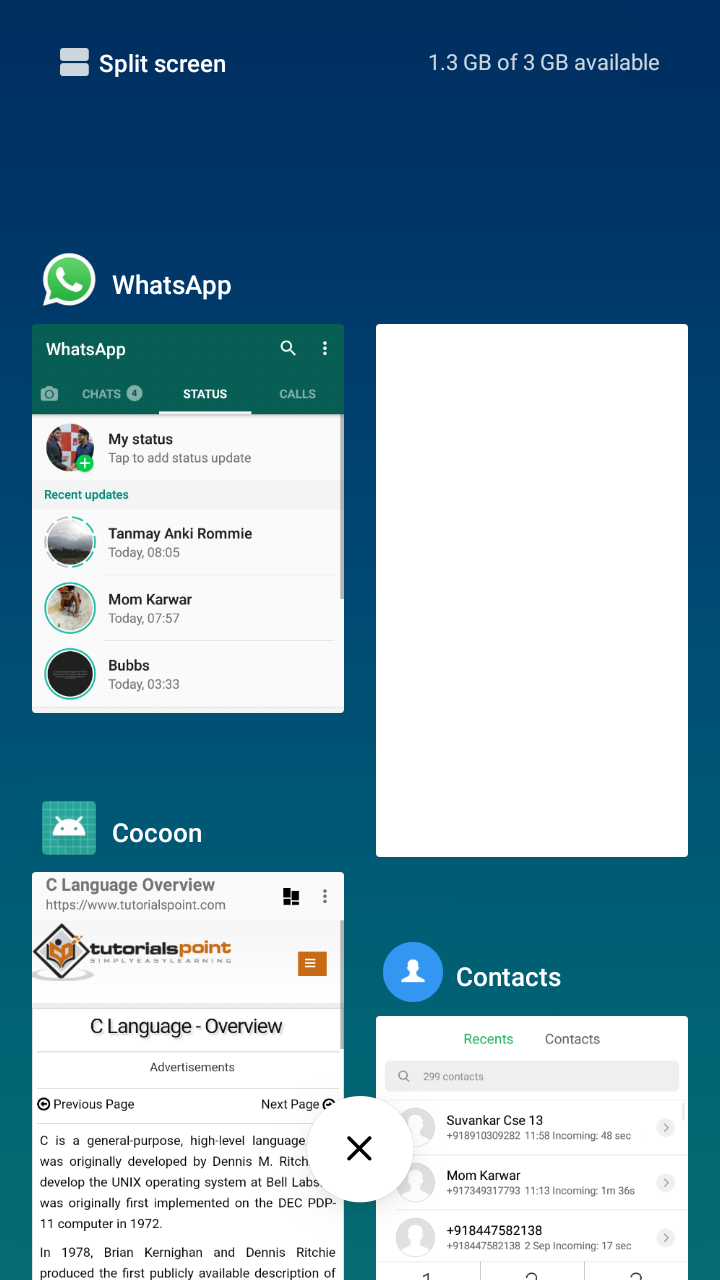 Split screen
1.3 GB of 3 GB available
WhatsApp
WhatsApp
CHATS 4
STATUS
CALLS
My status
Tap to add status update
Recent updates
Tanmay Anki Rommie
Today, 08:05
Mom Karwar
Today, 07:57
Bubbs
Today, 03:33
Cocoon
C Language Overview
https://www.tutorialspoint.com
tutorialspoint
SIMPLYEASYLEARNING
C Language - Overview
Advertisements
Previous Page
Next Page
C is a general-purpose, high-level language
was originally developed by Dennis M.
develop the UNIX operating system at Bell
was originally first implemented on the DEC PDP-
11 computer in 1972.
In 1978, Brian Kernighan and Dennis Ritchie
produced the first publicly available description of
Contacts
Recents
Contacts
299 contacts
Suvankar Cse 13
+918910309282 11:58 Incoming: 48 sec
Mom Karwar
+917349317793 11:13 Incoming: 1m 36s
+918447582138
+918447582138 2 Sep Incoming: 17 sec